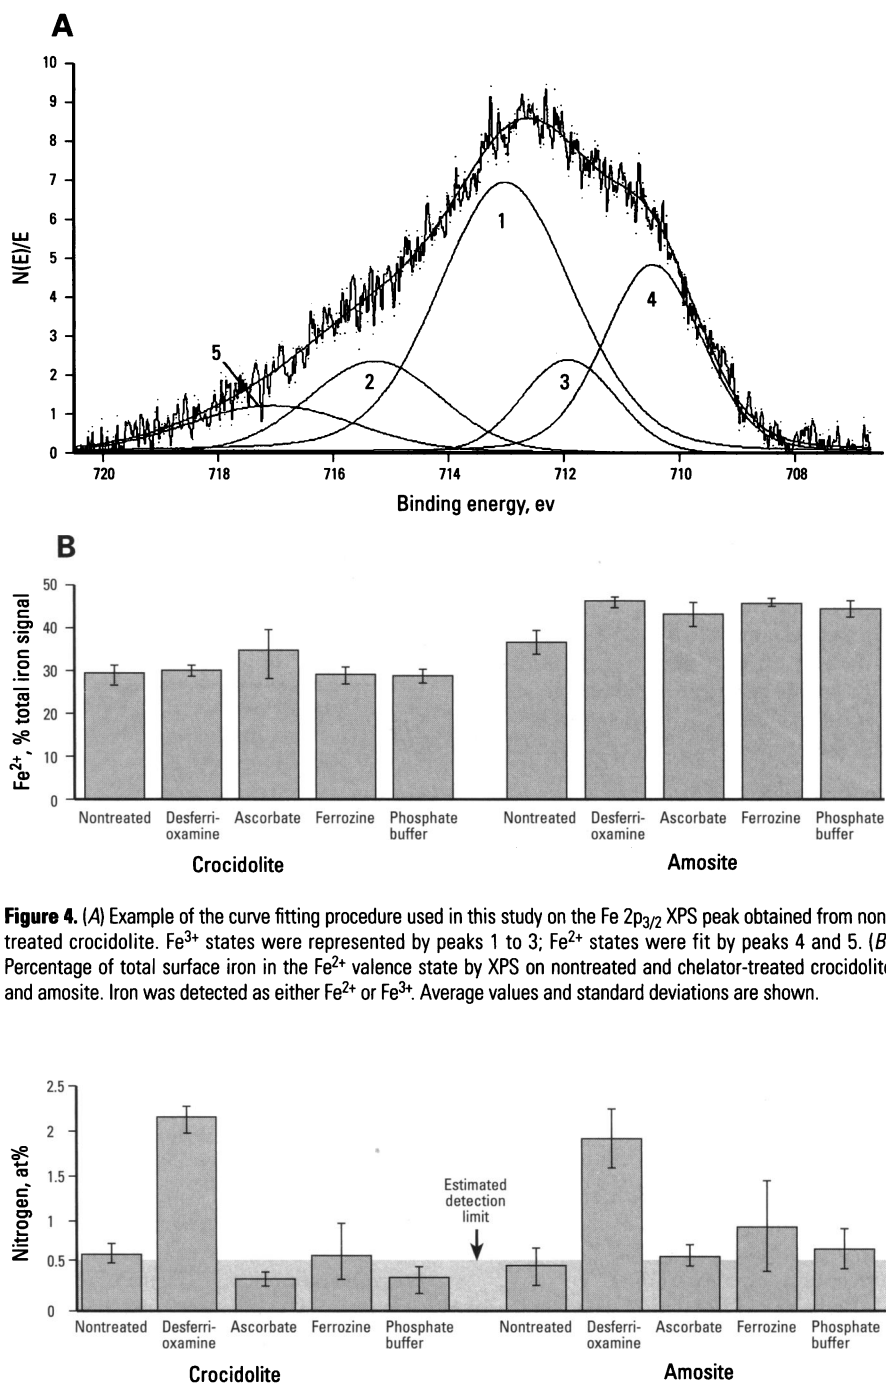 A
10
9
8
7
6
5
4
3
2
1
0
N(E)/E
1
2
3
4
5
720
718
716
714
712
710
708
Binding energy, ev
B
50
40
30
20
10
0
Fe2+, % total iron signal
Nontreated Desferri- Ascorbate Ferrozine Phosphate Nontreated Desferri- Ascorbate Ferrozine Phosphate
oxamine buffer oxamine buffer
Crocidolite Amosite
Figure 4. (A) Example of the curve fitting procedure used in this study on the Fe 2p3/2 XPS peak obtained from non
treated crocidolite. Fe3+ states were represented by peaks 1 to 3; Fe2+ states were fit by peaks 4 and 5. (B
Percentage of total surface iron in the Fe2+ valence state by XPS on nontreated and chelator-treated crocidolite
and amosite. Iron was detected as either Fe2+ or Fe3+. Average values and standard deviations are shown.
2.5
2
1.5
1
0.5
0
Nitrogen, at%
Estimated
detection
limit
Nontreated Desferri- Ascorbate Ferrozine Phosphate Nontreated Desferri- Ascorbate Ferrozine Phosphate
oxamine buffer oxamine buffer
Crocidolite Amosite